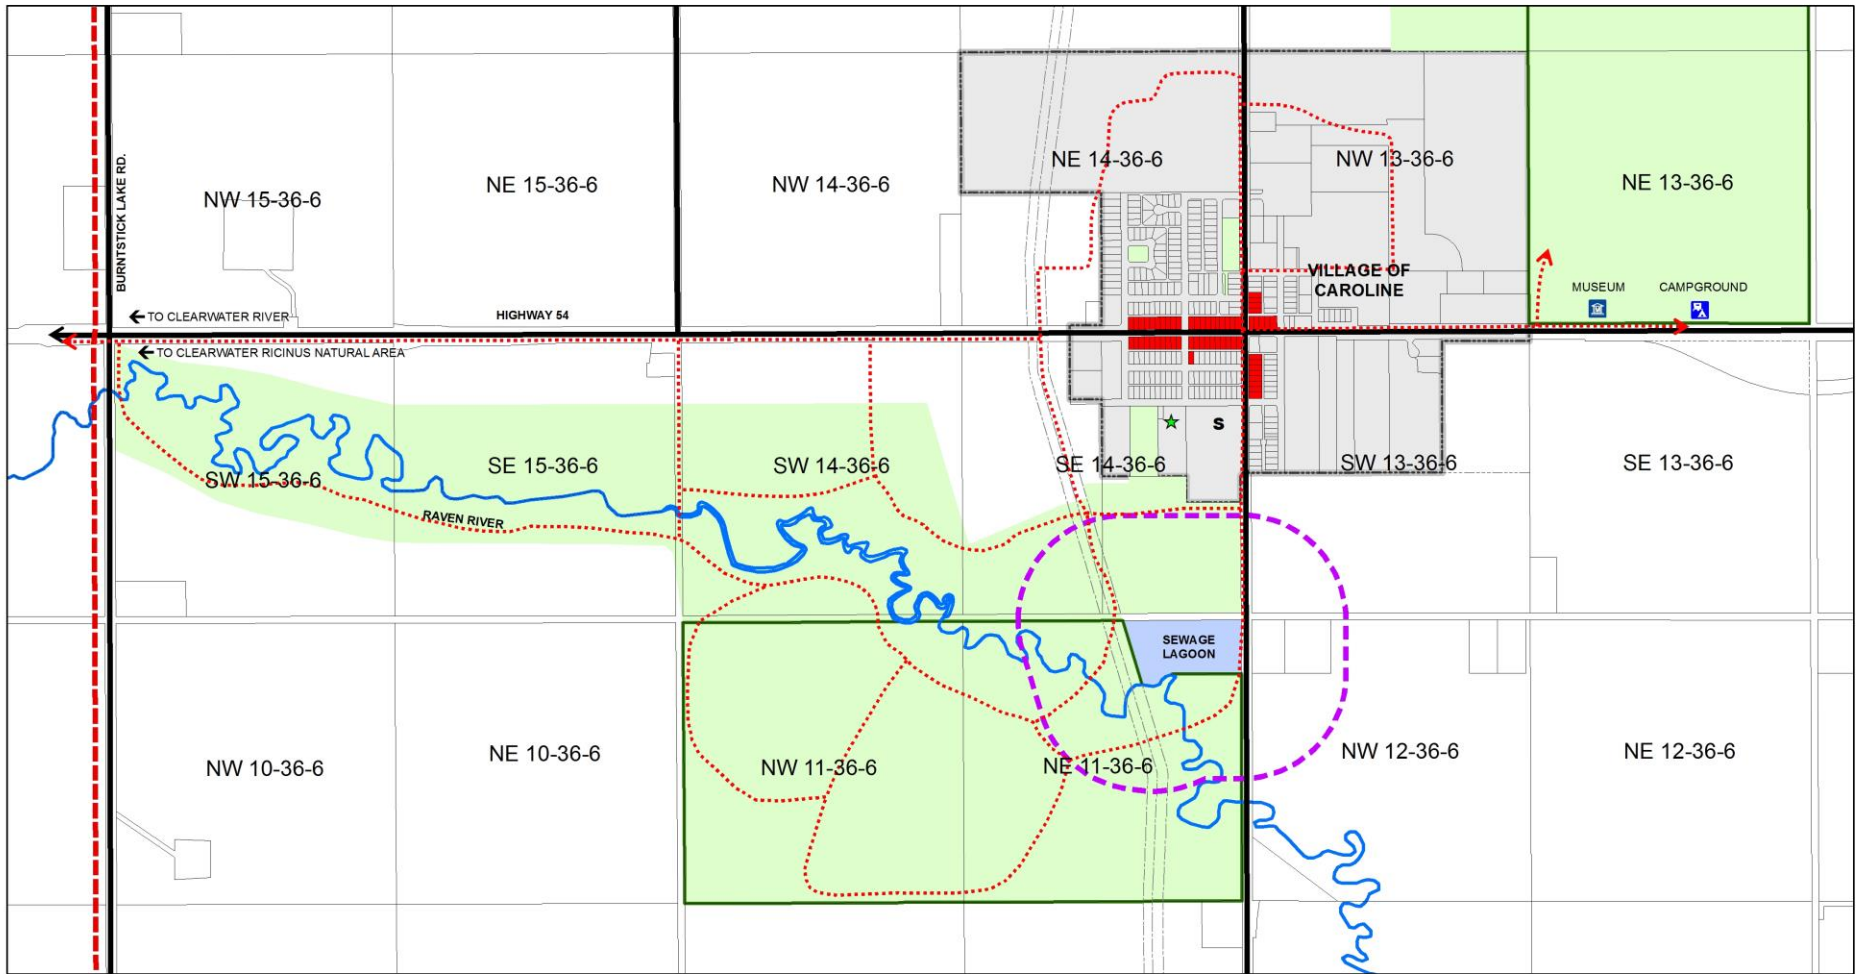 BURNTSTICK LAKE RD.
NW 15-36-6
NE 15-36-6
NW 14-36-6
NE 14-36-6
NW 13-36-6
NE 13-36-6
VILLAGE OF
CAROLINE
MUSEUM
CAMPGROUND
TO CLEARWATER RIVER
HIGHWAY 54
TO CLEARWATER RICINUS NATURAL AREA
S
SW 15-36-6
SE 15-36-6
SW 14-36-6
SE 14-36-6
SW 13-36-6
SE 13-36-6
RAVEN RIVER
SEWAGE
LAGOON
NW 10-36-6
NE 10-36-6
NW 11-36-6
NE 11-36-6
NW 12-36-6
NE 12-36-6